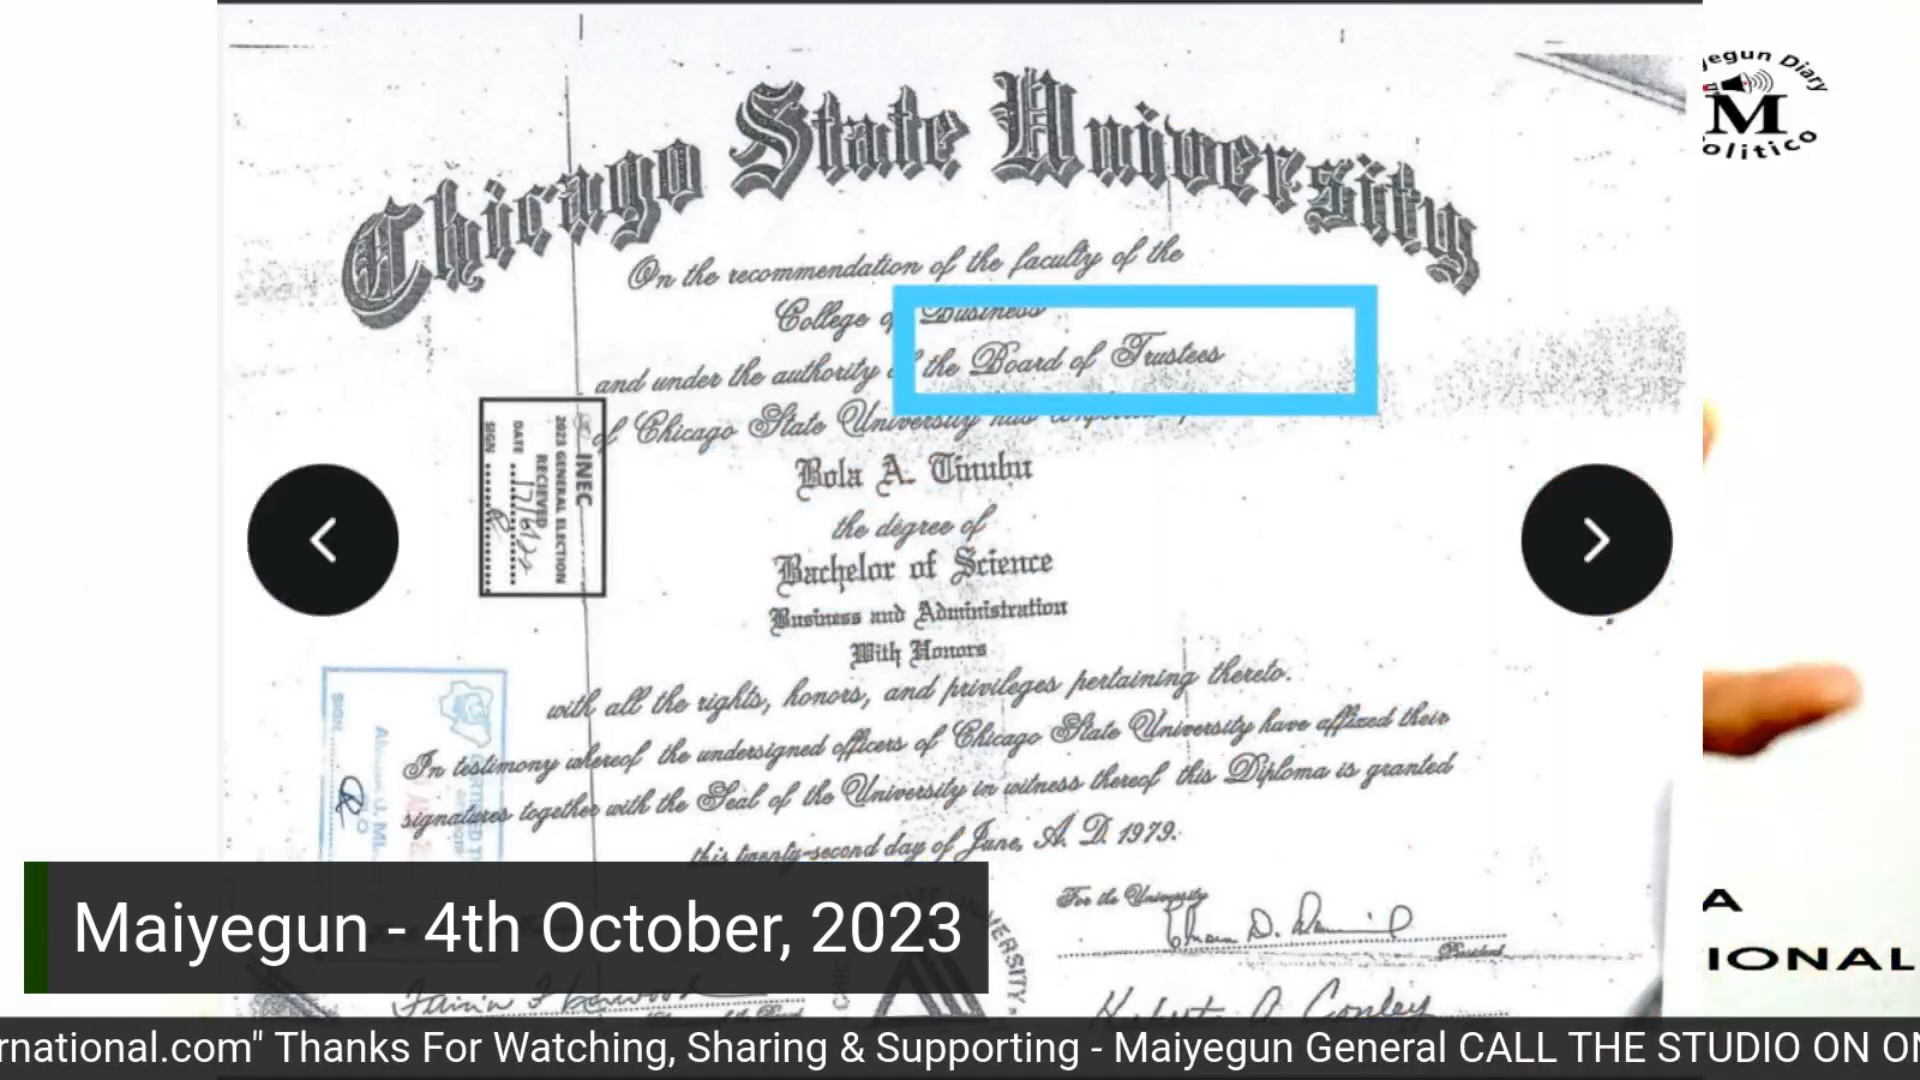 Chicago State University
On the recommendation of the faculty of the
College of Business
and under the authority of the Board of Trustees
of Chicago State University has
Bola A. Tinubu
the degree of
Bachelor of Science
Business and Administration
With Honors
with all the rights, honors, and privileges pertaining thereto.
In testimony whereof the undersigned officers of Chicago State University have affixed their
signatures together with the Seal of the University in witness thereof this Diploma is granted
this twenty-second day of June, A. D. 1979.
For the University
President
INEC
2023 GENERAL ELECTION
RECIEVED
DATE
SIGN
SIGN
egun Diary
M
olitico
A
IONAL
Maiyegun - 4th October, 2023
rnational.com" Thanks For Watching, Sharing & Supporting - Maiyegun General CALL THE STUDIO ON